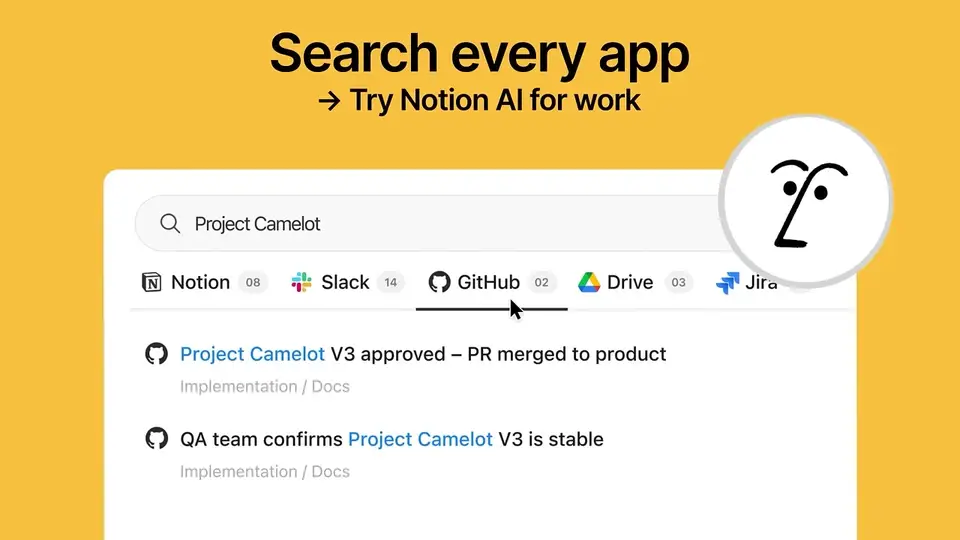 Search every app
→ Try Notion AI for work
Project Camelot
Notion 08 Slack 14 GitHub 02 Drive 03 Jira
Project Camelot V3 approved – PR merged to product
Implementation / Docs
QA team confirms Project Camelot V3 is stable
Implementation / Docs